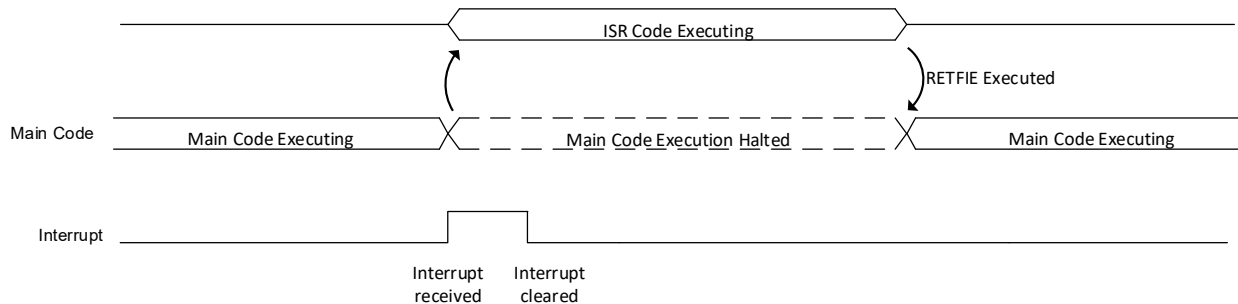 ISR Code Executing
RETFIE Executed
Main Code
Main Code Executing
Main Code Execution Halted
Main Code Executing
Interrupt
Interrupt
received
Interrupt
cleared